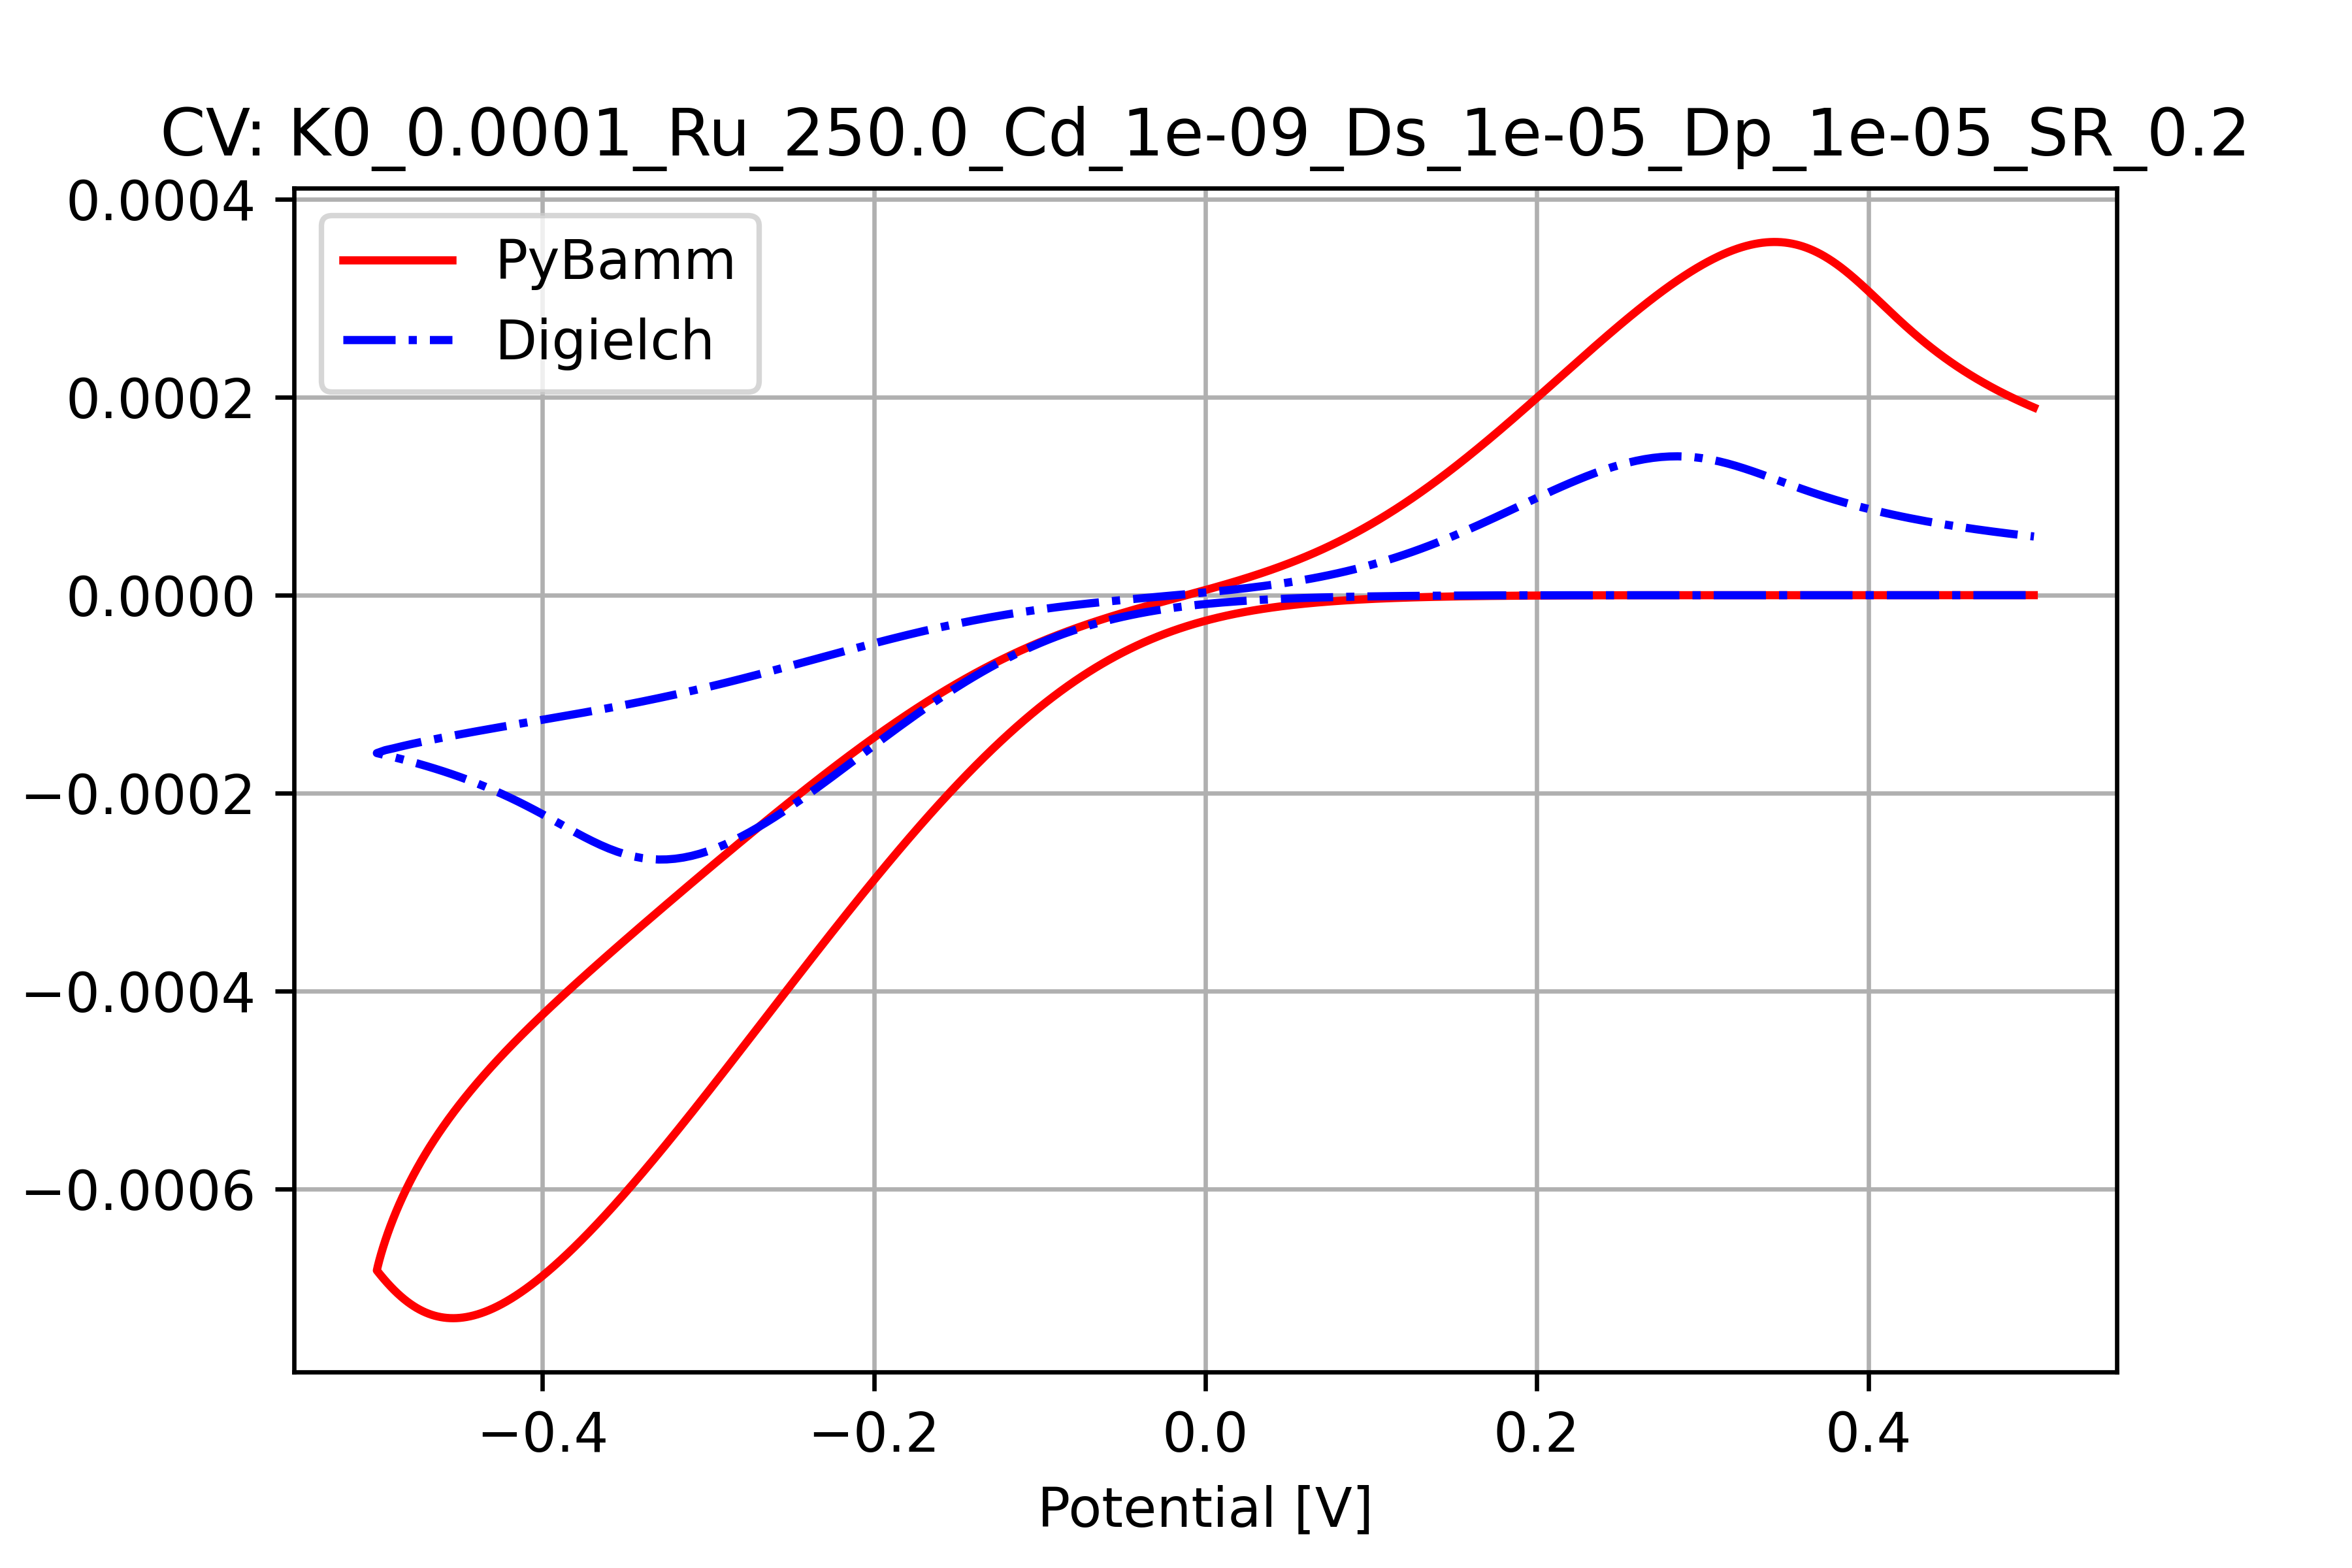 CV: K0_0.0001_Ru_250.0_Cd_1e-09_Ds_1e-05_Dp_1e-05_SR_0.2
0.0004
0.0002
0.0000
−0.0002
−0.0004
−0.0006
PyBamm
Digielch
−0.4
−0.2
0.0
0.2
0.4
Potential [V]